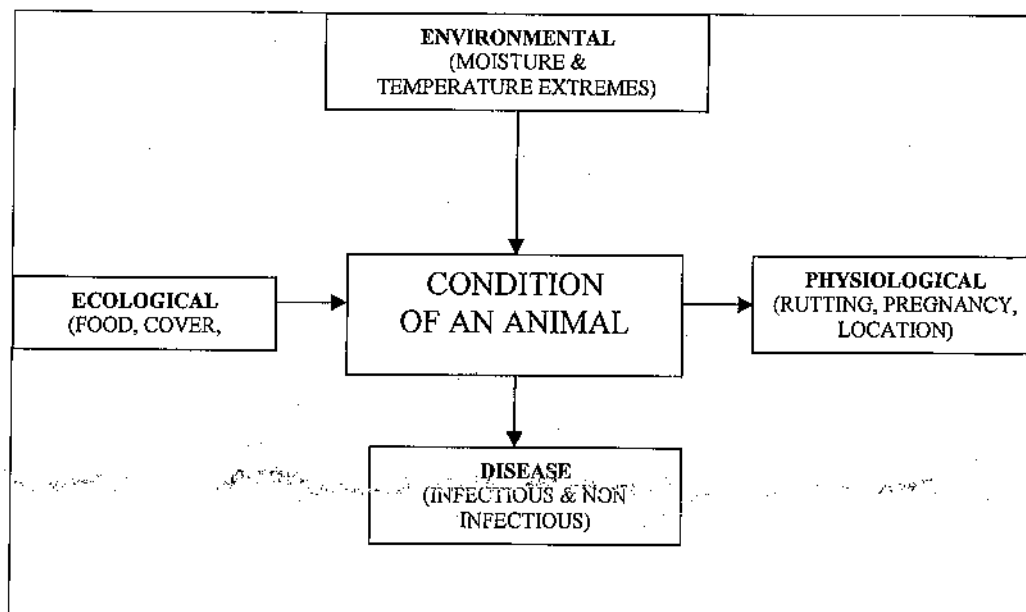 ENVIRONMENTAL
(MOISTURE &
TEMPERATURE EXTREMES)
ECOLOGICAL
(FOOD, COVER,
CONDITION
OF AN ANIMAL
PHYSIOLOGICAL
(RUTTING, PREGNANCY,
LOCATION)
DISEASE
(INFECTIOUS & NON
INFECTIOUS)